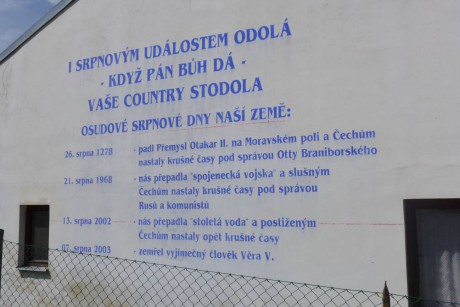 I SRPNOVÝM UDÁLOSTEM ODOLÁ
- KDYŽ PÁN BŮH DÁ -
VAŠE COUNTRY STODOLA
OSUDOVÉ SRPNOVÉ DNY NAŠÍ ZEMĚ:
26. srpna 1278 - padl Přemysl Otakar II. na Moravském poli a Čechům
nastaly krušné časy pod správou Otty Braniborského
21. srpna 1968 - nás přepadla "spojenecká vojska" a slušným
Čechům nastaly krušné časy pod správou
Rusů a komunistů
13. srpna 2002 - nás přepadla "stoletá voda" a postiženým
Čechům nastaly opět krušné časy
07. srpna 2003 - zemřel vyjímečný člověk Věra V.